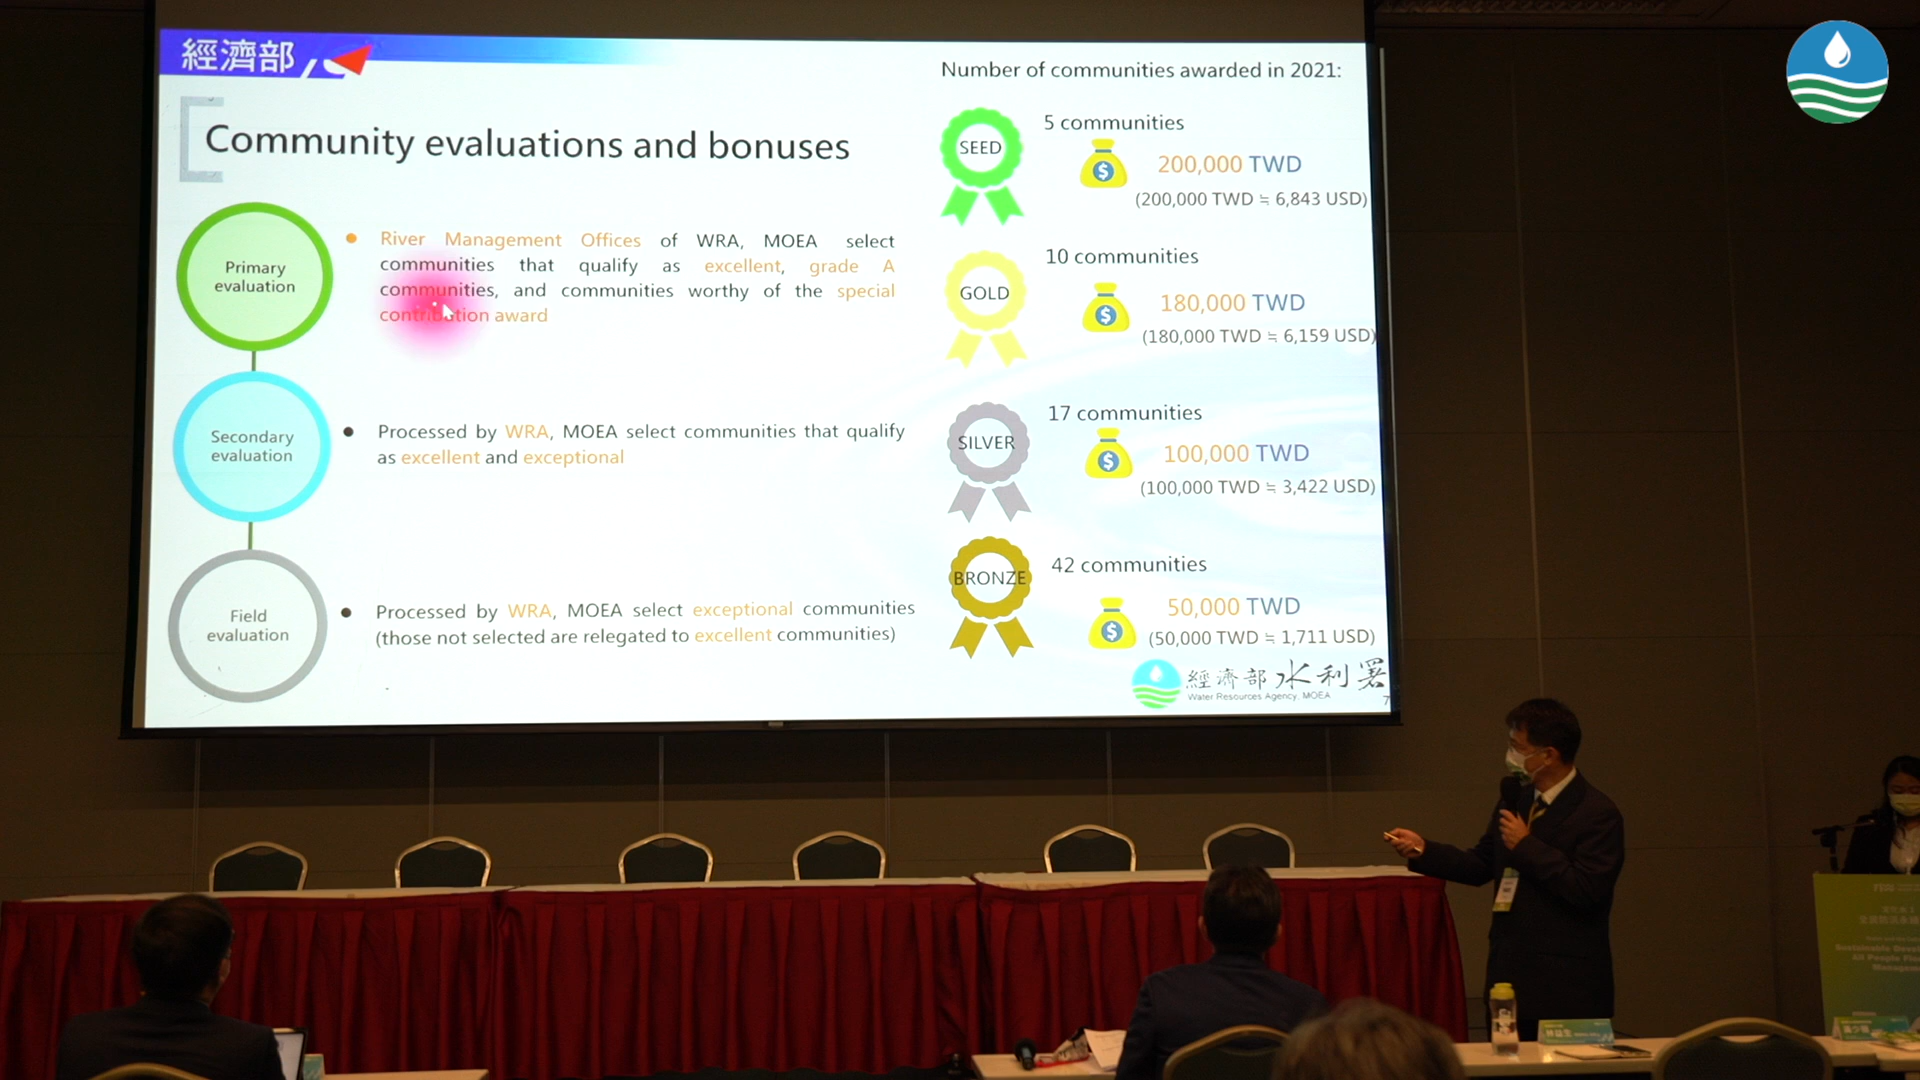 經濟部
Community evaluations and bonuses
Primary
evaluation
● River Management Offices of WRA, MOEA select
communities that qualify as excellent, grade A
communities, and communities worthy of the special
contribution award
Secondary
evaluation
● Processed by WRA, MOEA select communities that qualify
as excellent and exceptional
Field
evaluation
● Processed by WRA, MOEA select exceptional communities
(those not selected are relegated to excellent communities)
Number of communities awarded in 2021:
SEED
5 communities
$
200,000 TWD
(200,000 TWD ≒ 6,843 USD)
GOLD
10 communities
$
180,000 TWD
(180,000 TWD ≒ 6,159 USD)
SILVER
17 communities
$
100,000 TWD
(100,000 TWD ≒ 3,422 USD)
BRONZE
42 communities
$
50,000 TWD
(50,000 TWD ≒ 1,711 USD)
經濟部水利署
Water Resources Agency, MOEA
7
Sustainable Devel
All People Flo
Managem